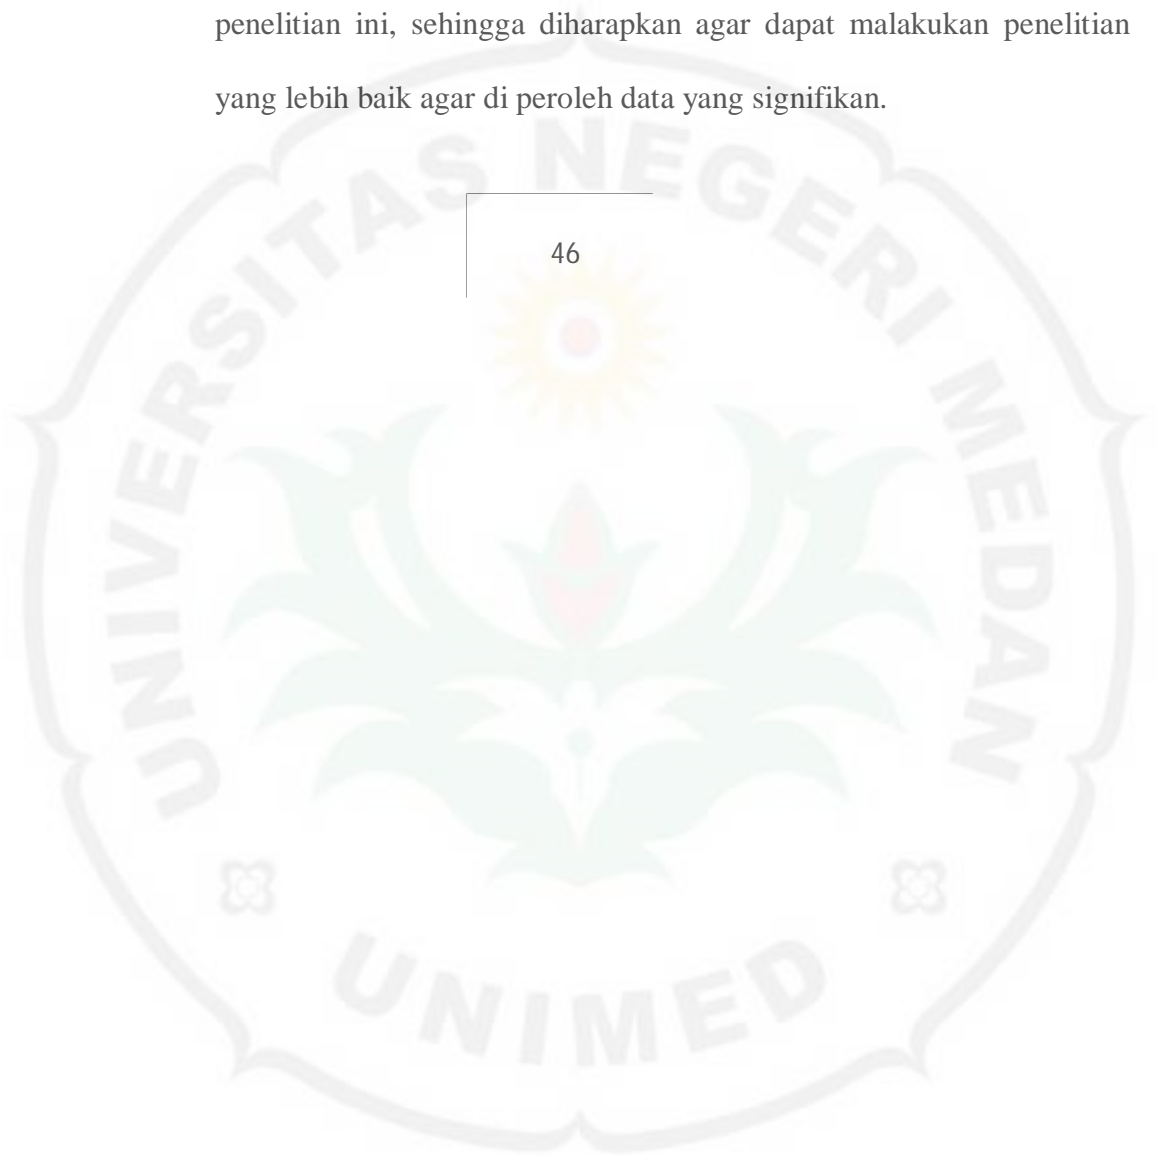 penelitian ini, sehingga diharapkan agar dapat malakukan penelitian
yang lebih baik agar di peroleh data yang signifikan.
46
UNIVERSITAS NEGERI MEDAN
UNIMED